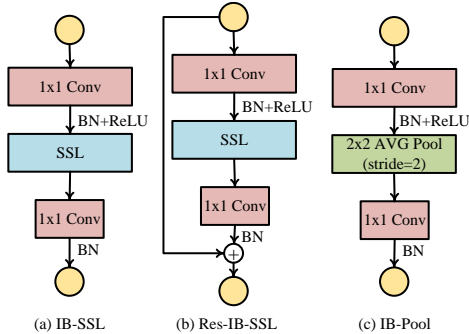 1x1 Conv
BN+ReLU
SSL
1x1 Conv
BN
(a) IB-SSL
1x1 Conv
BN+ReLU
SSL
1x1 Conv
BN
+
(b) Res-IB-SSL
1x1 Conv
BN+ReLU
2x2 AVG Pool
(stride=2)
1x1 Conv
BN
(c) IB-Pool